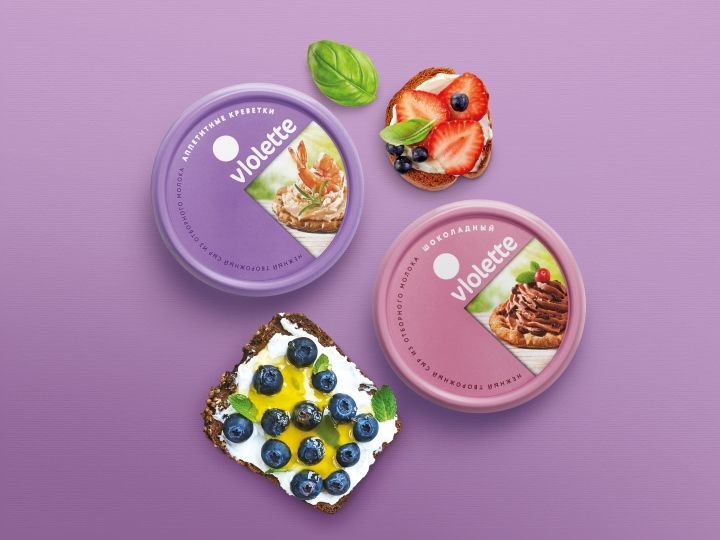 АППЕТИТНЫЕ КРЕВЕТКИ
violette
НЕЖНЫЙ ТВОРОЖНЫЙ СЫР ИЗ ОТБОРНОГО МОЛОКА
ШОКОЛАДНЫЙ
violette
НЕЖНЫЙ ТВОРОЖНЫЙ СЫР ИЗ ОТБОРНОГО МОЛОКА